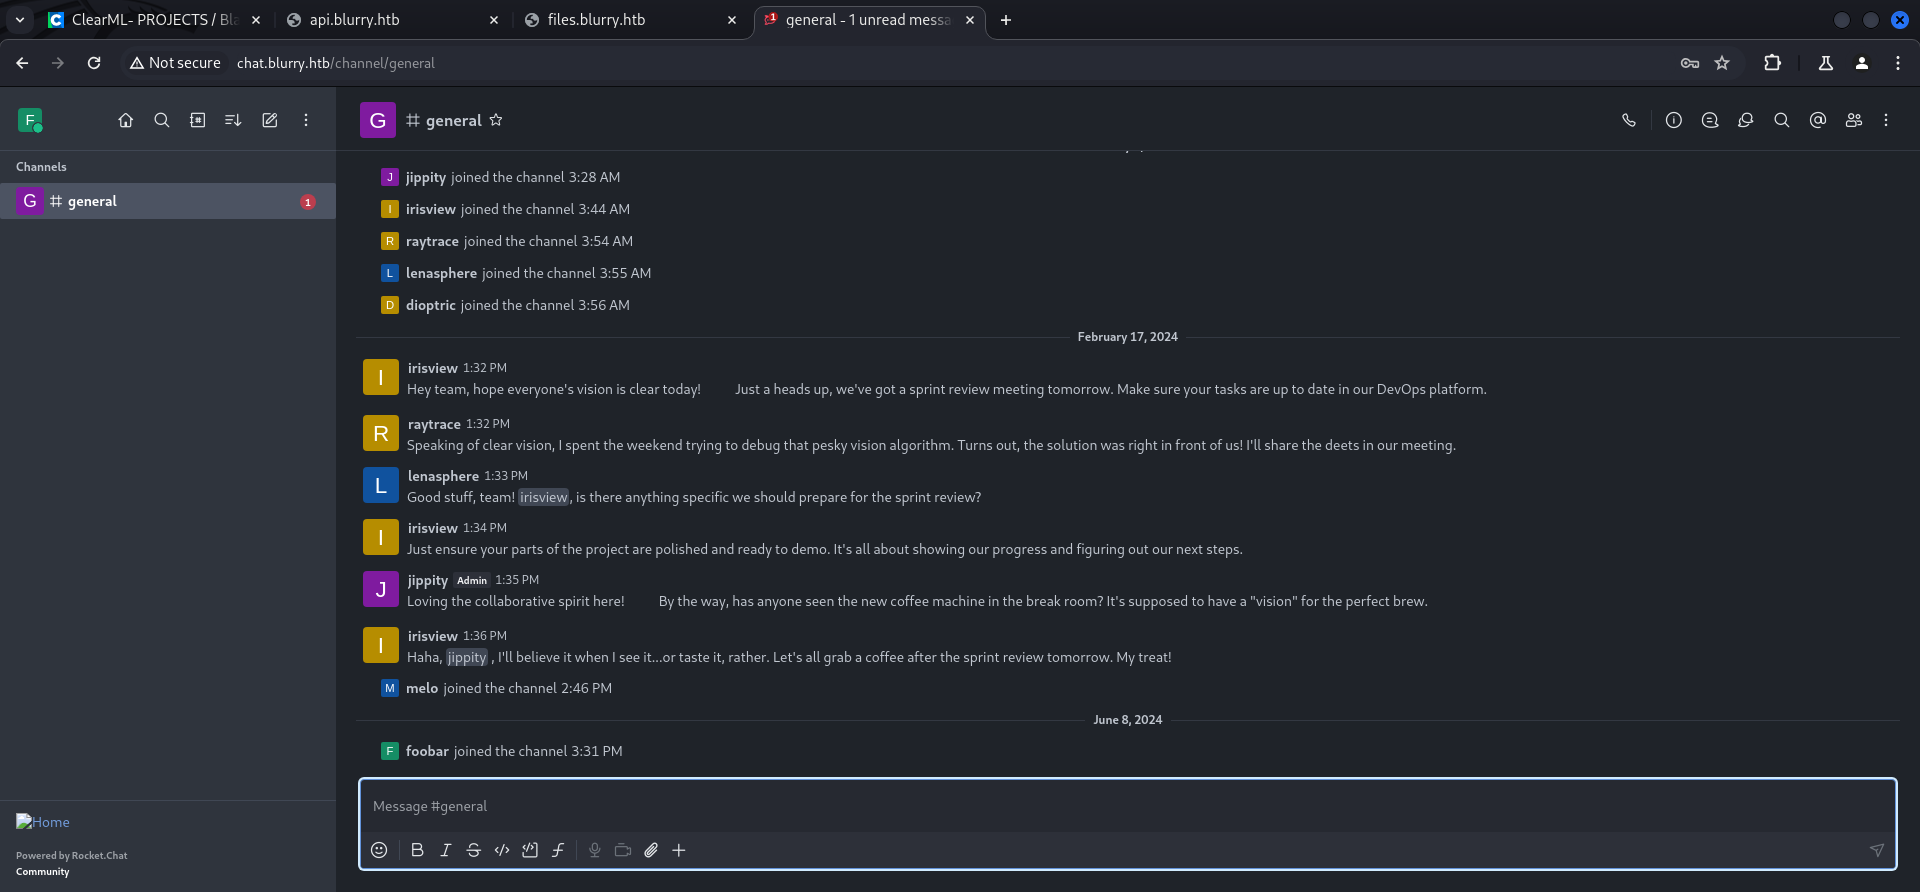 ClearML- PROJECTS / Bla
api.blurry.htb
files.blurry.htb
1
general - 1 unread messa
Not secure
chat.blurry.htb/channel/general
F
Channels
G # general 1
G # general
J jippity joined the channel 3:28 AM
I irisview joined the channel 3:44 AM
R raytrace joined the channel 3:54 AM
L lenasphere joined the channel 3:55 AM
D dioptric joined the channel 3:56 AM
February 17, 2024
I
irisview 1:32 PM
Hey team, hope everyone's vision is clear today! Just a heads up, we've got a sprint review meeting tomorrow. Make sure your tasks are up to date in our DevOps platform.
R
raytrace 1:32 PM
Speaking of clear vision, I spent the weekend trying to debug that pesky vision algorithm. Turns out, the solution was right in front of us! I'll share the deets in our meeting.
L
lenasphere 1:33 PM
Good stuff, team! irisview, is there anything specific we should prepare for the sprint review?
I
irisview 1:34 PM
Just ensure your parts of the project are polished and ready to demo. It's all about showing our progress and figuring out our next steps.
J
jippity Admin 1:35 PM
Loving the collaborative spirit here! By the way, has anyone seen the new coffee machine in the break room? It's supposed to have a "vision" for the perfect brew.
I
irisview 1:36 PM
Haha, jippity , I'll believe it when I see it...or taste it, rather. Let's all grab a coffee after the sprint review tomorrow. My treat!
M melo joined the channel 2:46 PM
June 8, 2024
F foobar joined the channel 3:31 PM
Message #general
Home
Powered by Rocket.Chat
Community